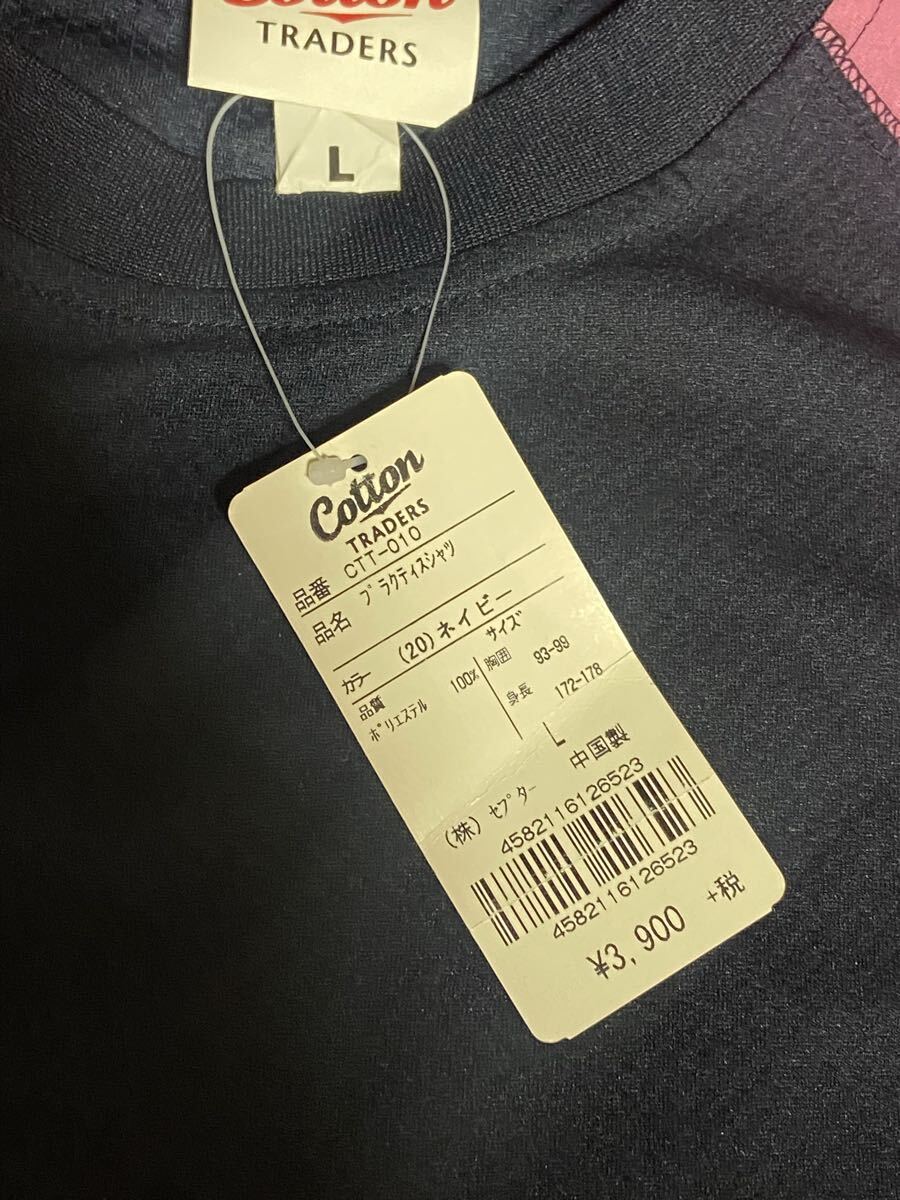 Cotton
TRADERS
L
Cotton
TRADERS
品番 CTT-010
品名 プラクティスシャツ
カラー (20)ネイビー
品質
ポリエステル 100%
サイズ
胸囲 93-99
身長 172-178
L
中国製
(株)セプター
4582116126523
4582116126523
¥3,900 +税